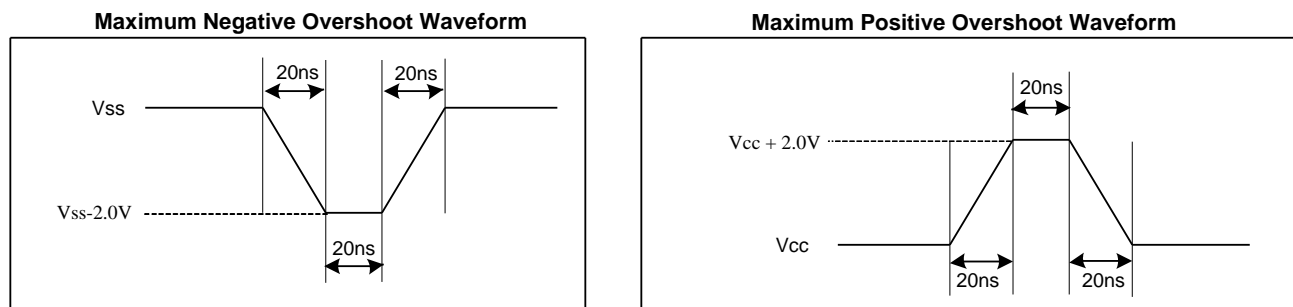 Maximum Negative Overshoot Waveform
20ns 20ns
Vss
Vss-2.0V
20ns
Maximum Positive Overshoot Waveform
20ns
Vcc + 2.0V
Vcc
20ns 20ns